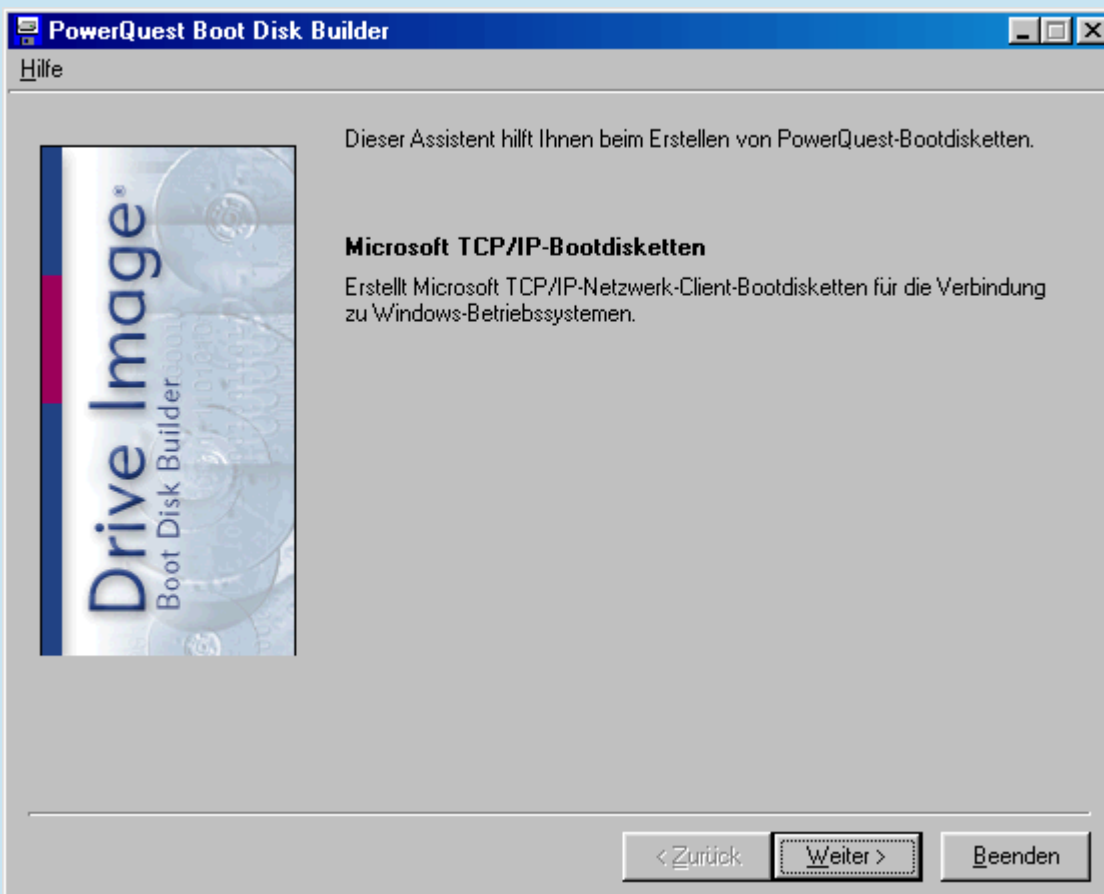 PowerQuest Boot Disk Builder
Hilfe
Dieser Assistent hilft Ihnen beim Erstellen von PowerQuest-Bootdisketten.
Drive Image®
Boot Disk Builder
Microsoft TCP/IP-Bootdisketten
Erstellt Microsoft TCP/IP-Netzwerk-Client-Bootdisketten für die Verbindung
zu Windows-Betriebssystemen.
< Zurück
Weiter >
Beenden